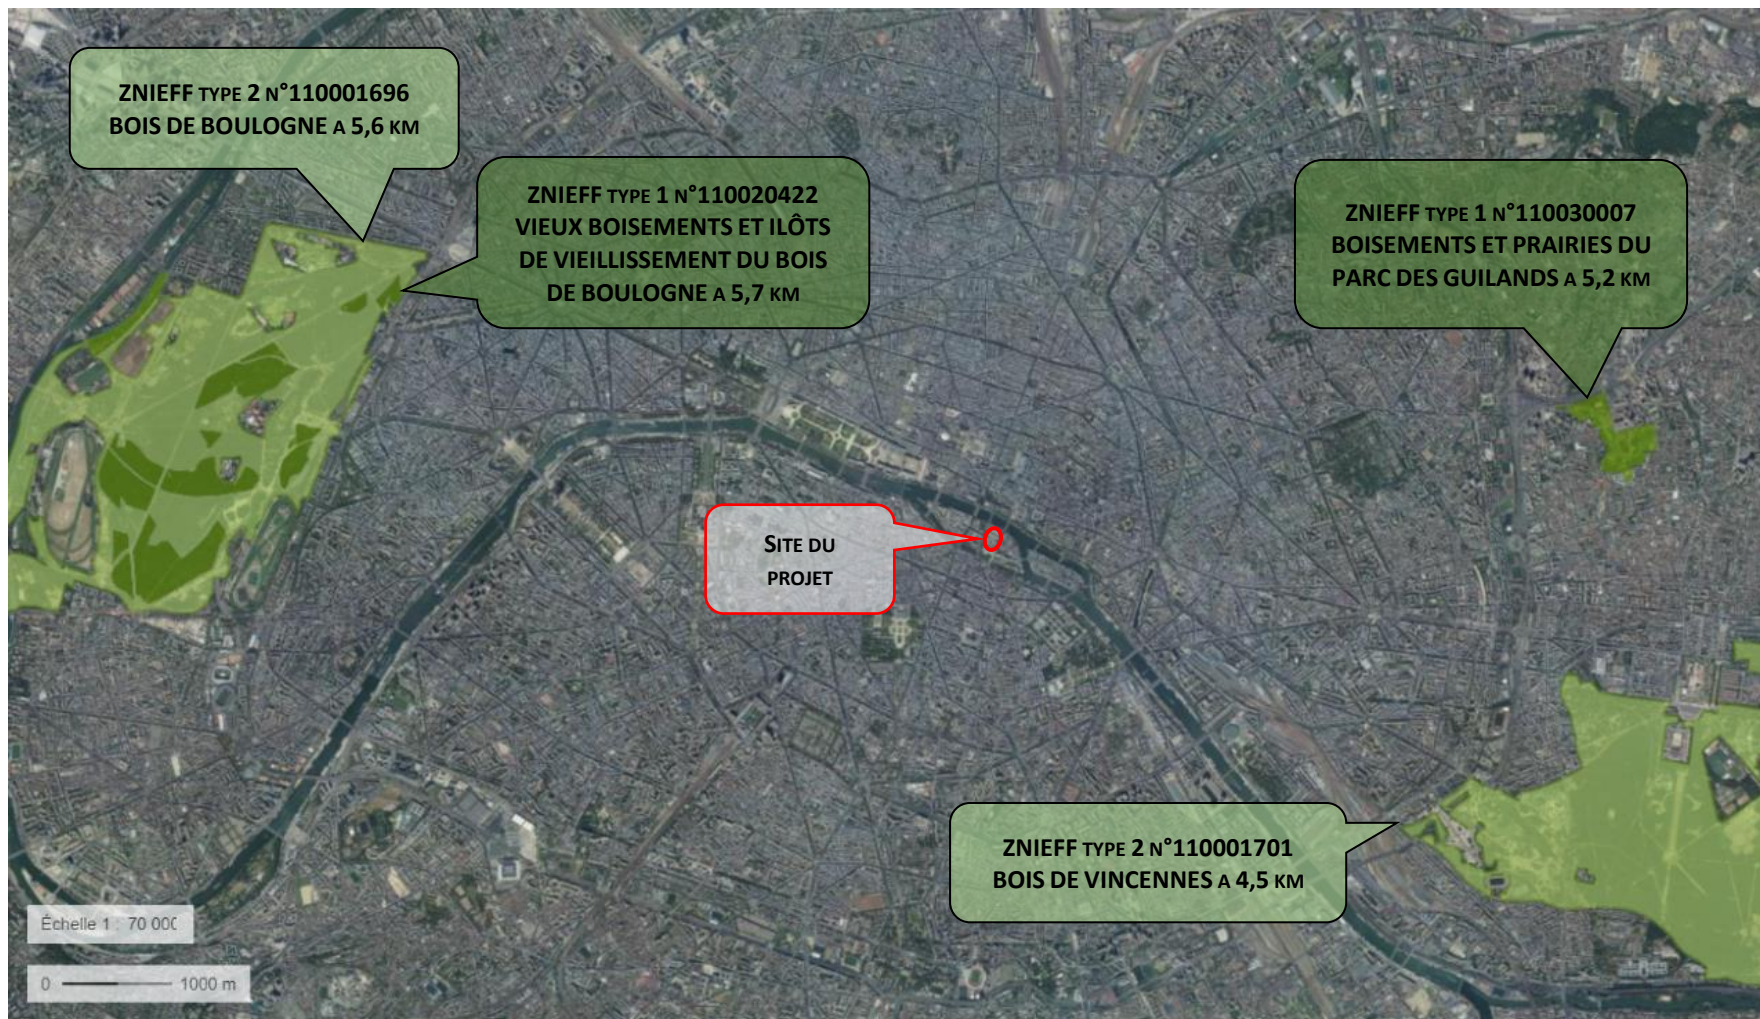 ZNIEFF TYPE 2 N°110001696
BOIS DE BOULOGNE A 5,6 KM
ZNIEFF TYPE 1 N°110020422
VIEUX BOISEMENTS ET ILÔTS
DE VIEILLISSEMENT DU BOIS
DE BOULOGNE A 5,7 KM
ZNIEFF TYPE 1 N°110030007
BOISEMENTS ET PRAIRIES DU
PARC DES GUILANDS A 5,2 KM
SITE DU
PROJET
ZNIEFF TYPE 2 N°110001701
BOIS DE VINCENNES A 4,5 KM
Échelle 1 : 70 000
0 1000 m